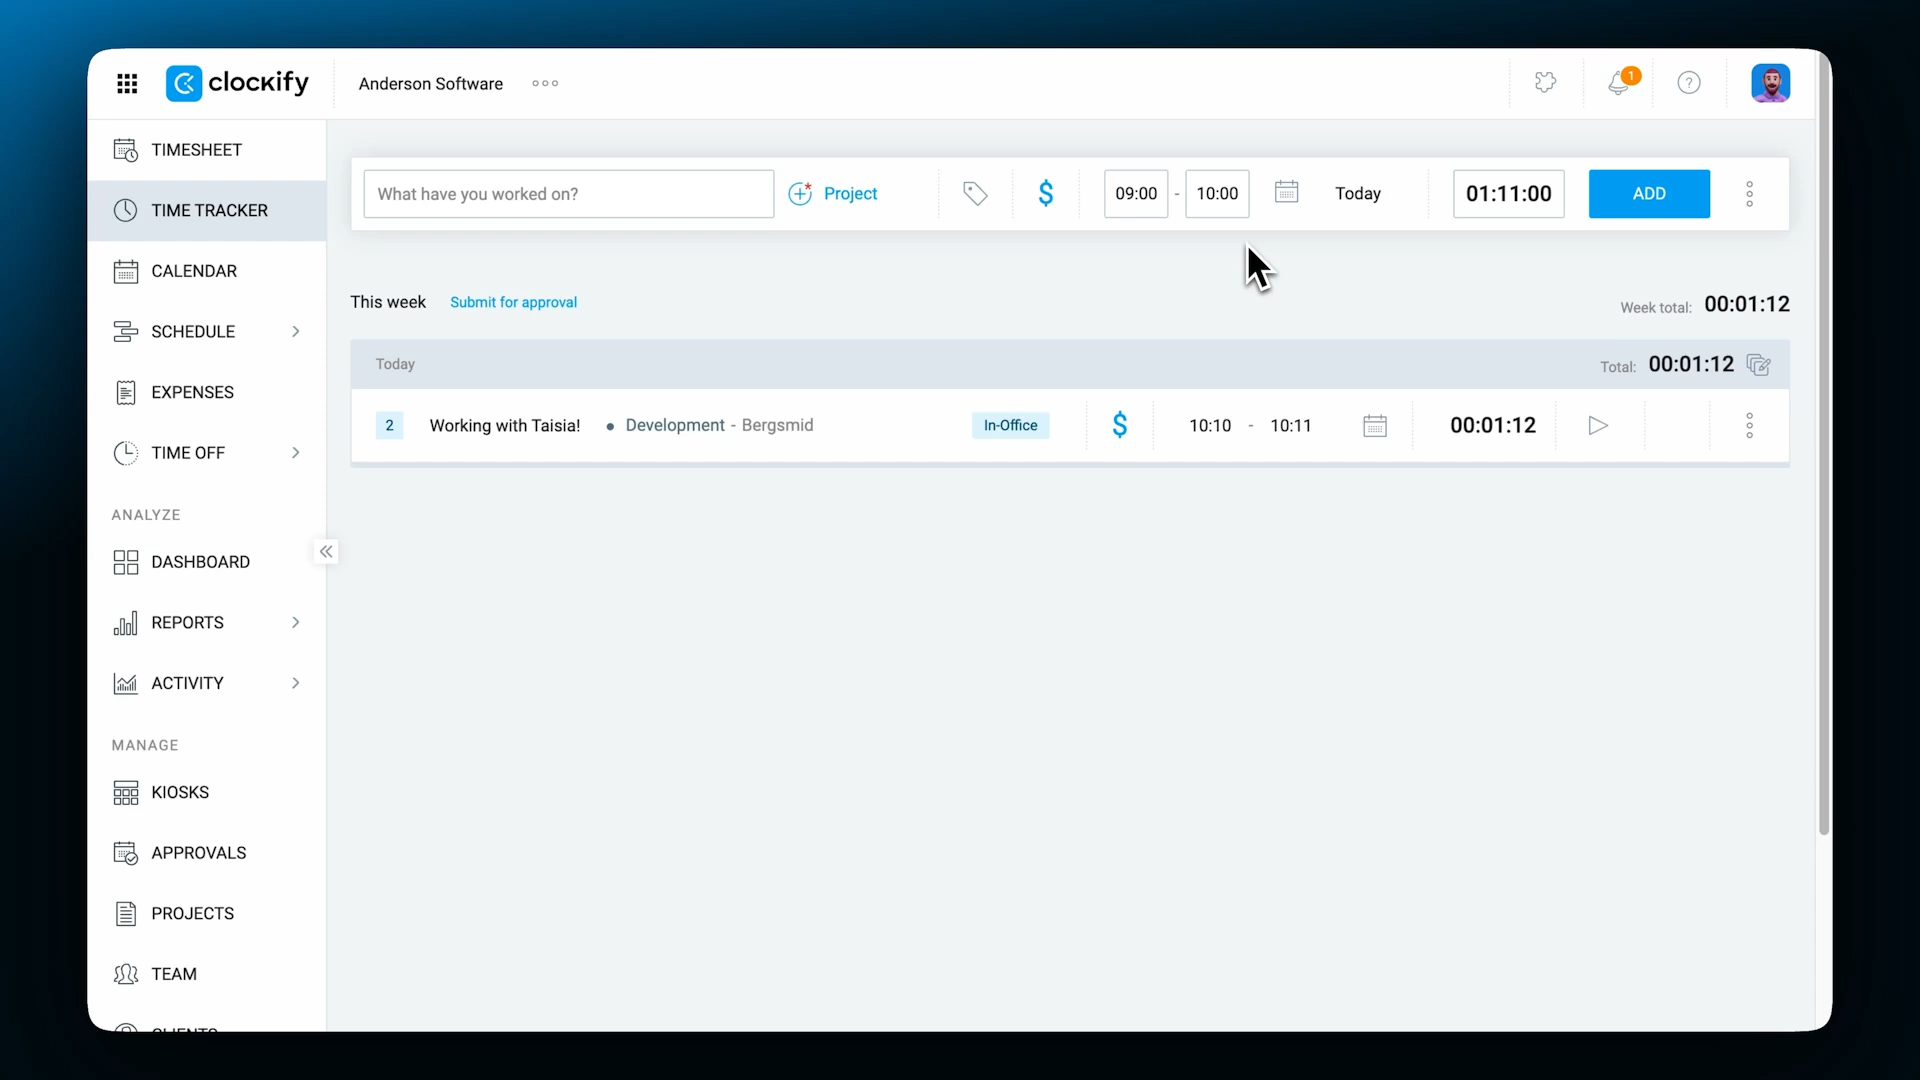 clockify
Anderson Software
1
TIMESHEET
TIME TRACKER
CALENDAR
SCHEDULE
EXPENSES
TIME OFF
ANALYZE
DASHBOARD
REPORTS
ACTIVITY
MANAGE
KIOSKS
APPROVALS
PROJECTS
TEAM
CLIENTS
What have you worked on? Project $ 09:00 - 10:00 Today 01:11:00 ADD
This week Submit for approval Week total: 00:01:12
Today Total: 00:01:12
2 Working with Taisia! • Development - Bergsmid In-Office $ 10:10 - 10:11 00:01:12